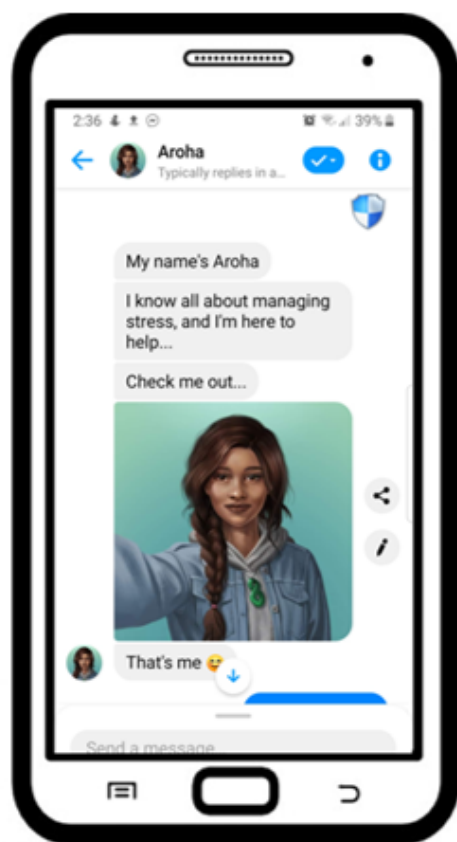 2:36 39%
Aroha
Typically replies in a...
My name's Aroha
I know all about managing
stress, and I'm here to
help...
Check me out...
That's me
Send a message...